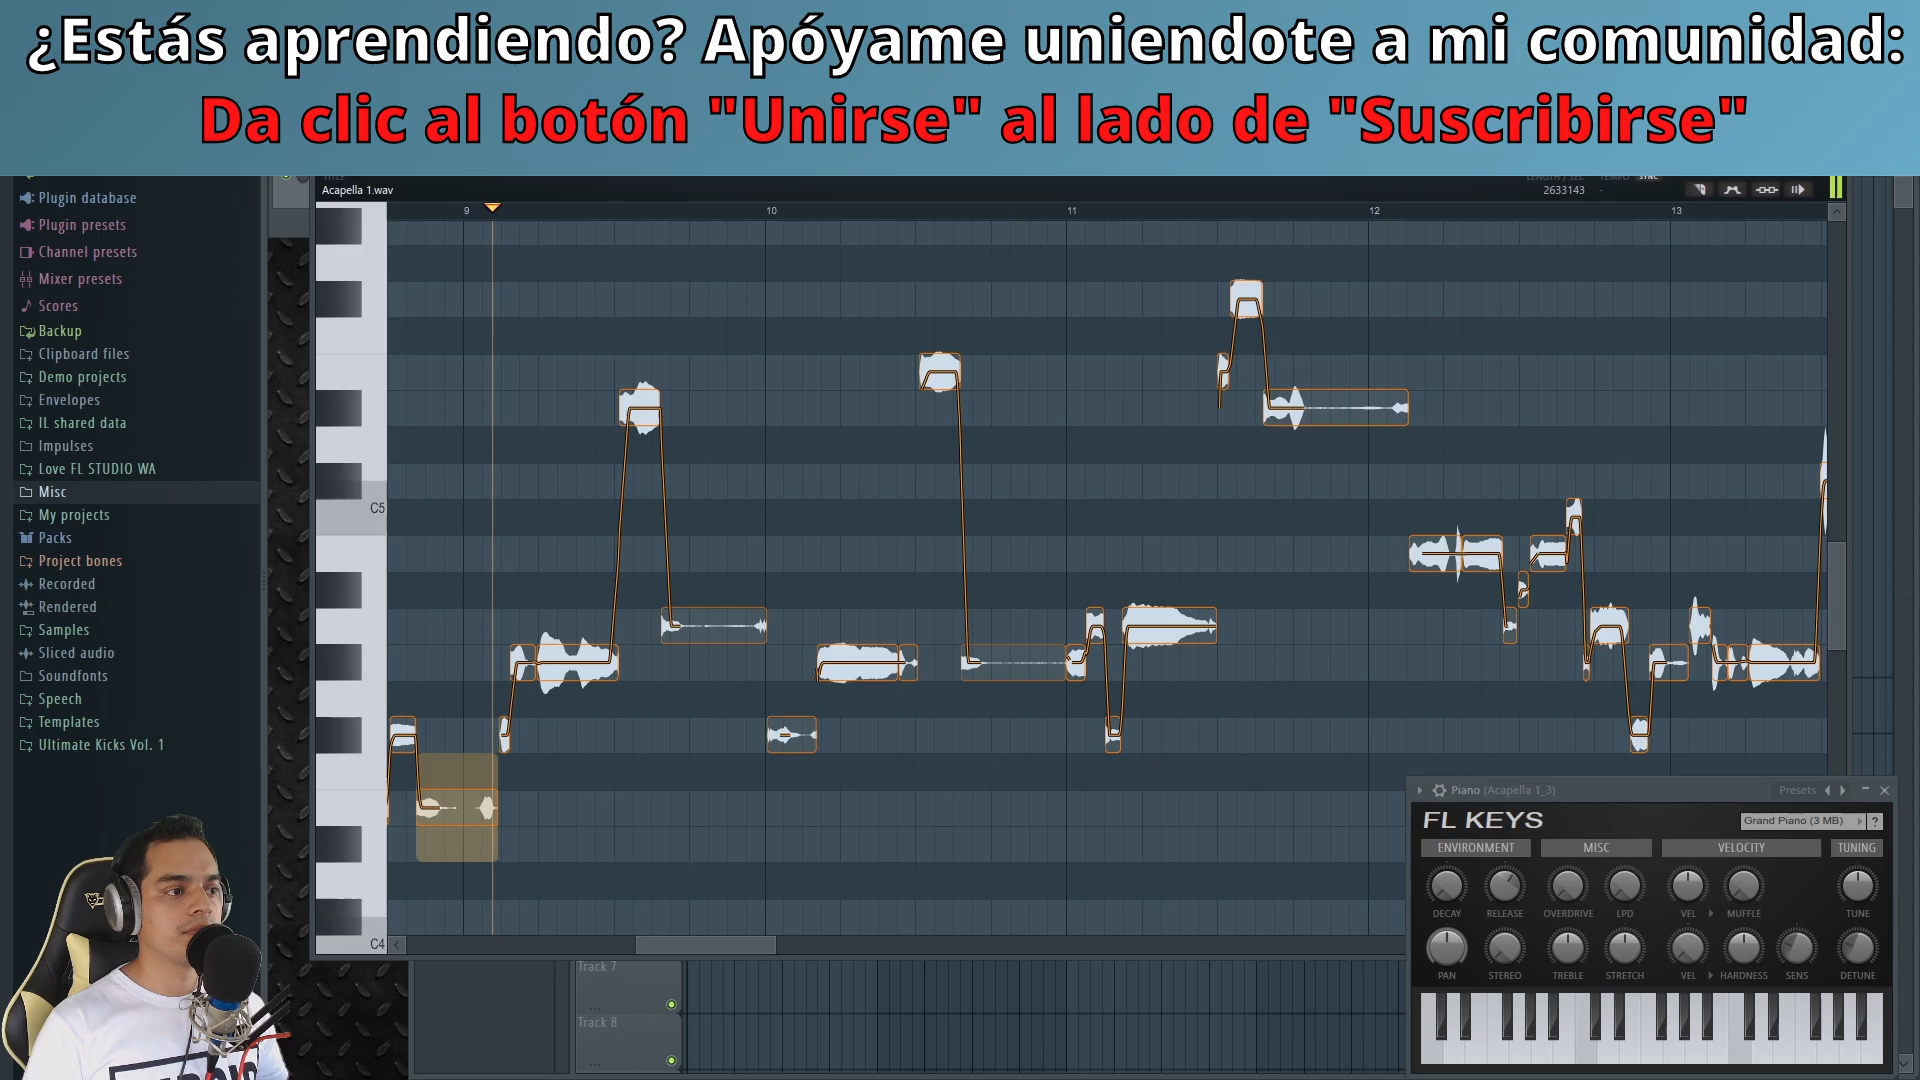 ¿Estás aprendiendo? Apóyame uniendote a mi comunidad:
Da clic al botón "Unirse" al lado de "Suscribirse"
Plugin database
Plugin presets
Channel presets
Mixer presets
Scores
Backup
Clipboard files
Demo projects
Envelopes
IL shared data
Impulses
Love FL STUDIO WA
Misc
My projects
Packs
Project bones
Recorded
Rendered
Samples
Sliced audio
Soundfonts
Speech
Templates
Ultimate Kicks Vol. 1
Acapella 1.wav
2633143
9 10 11 12 13
C5
C4
Track 7
Track 8
Piano (Acapella 1_3) Presets
FL KEYS
Grand Piano (3 MB) ?
ENVIRONMENT MISC VELOCITY TUNING
DECAY RELEASE OVERDRIVE LPD VEL MUFFLE TUNE
PAN STEREO TREBLE STRETCH VEL HARDNESS SENS DETUNE